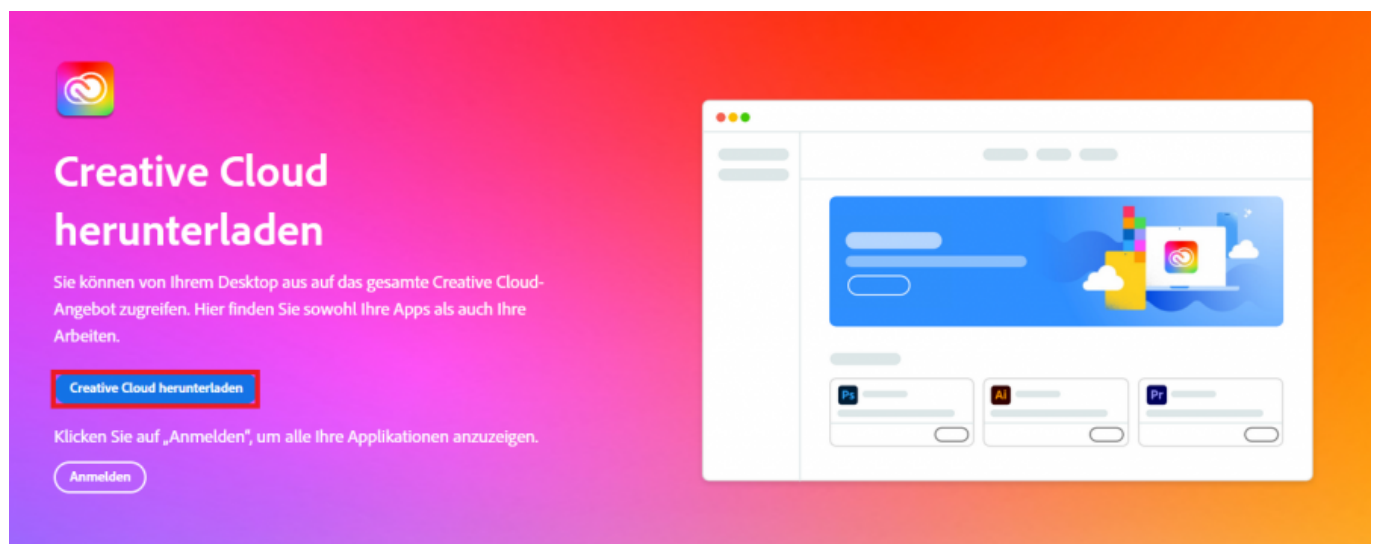 Creative Cloud
herunterladen
Sie können von Ihrem Desktop aus auf das gesamte Creative Cloud-
Angebot zugreifen. Hier finden Sie sowohl Ihre Apps als auch Ihre
Arbeiten.
Creative Cloud herunterladen
Klicken Sie auf „Anmelden“, um alle Ihre Applikationen anzuzeigen.
Anmelden
Ps
Ai
Pr